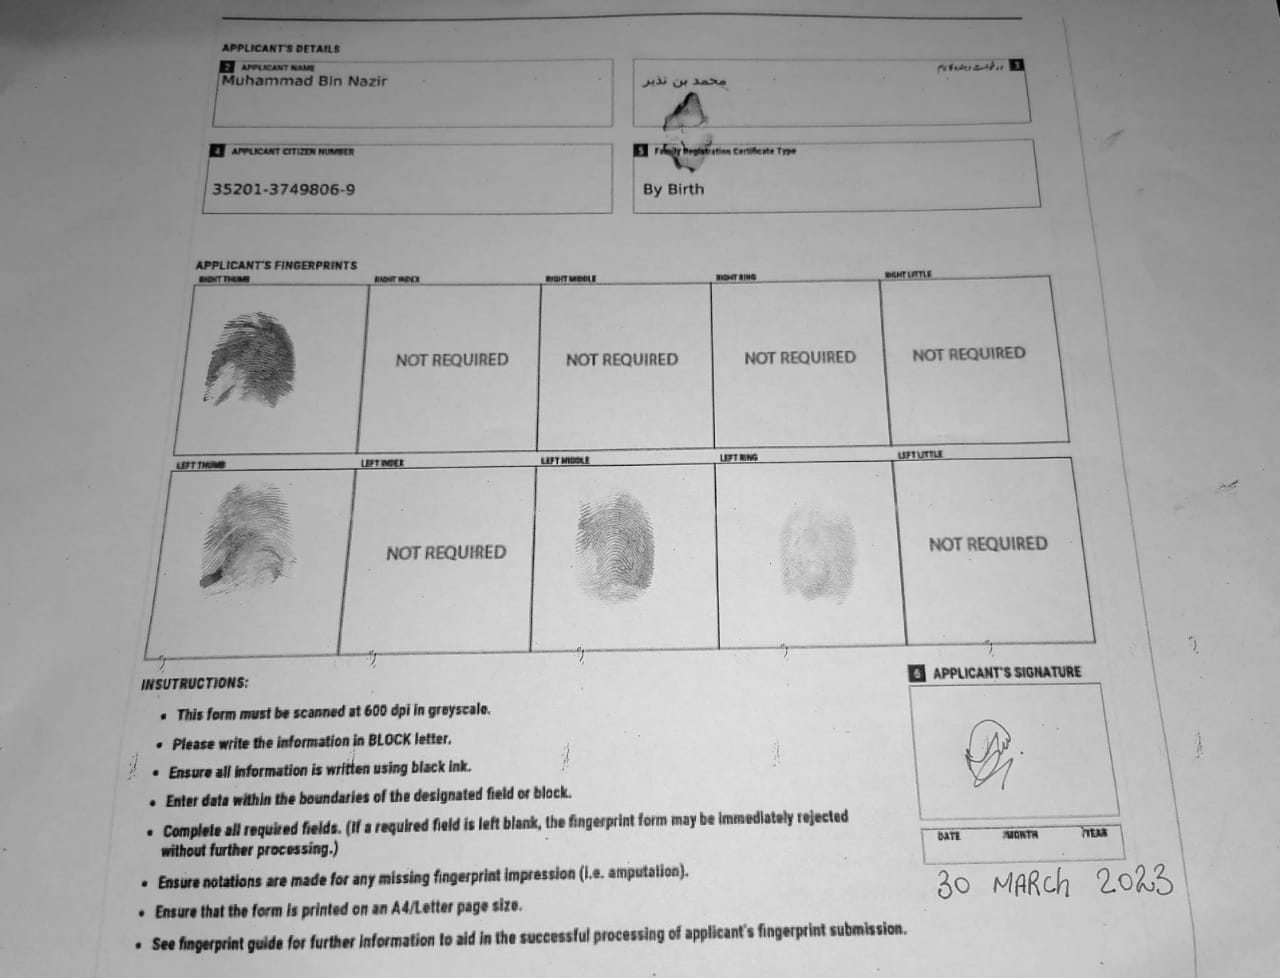 APPLICANT'S DETAILS
2 APPLICANT NAME
Muhammad Bin Nazir
درخواست دہندہ کا نام 3
محمد بن نذیر
4 APPLICANT CITIZEN NUMBER
35201-3749806-9
5 Family Registration Certificate Type
By Birth
APPLICANT'S FINGERPRINTS
RIGHT THUMB RIGHT INDEX RIGHT MIDDLE RIGHT RING RIGHT LITTLE
NOT REQUIRED NOT REQUIRED NOT REQUIRED NOT REQUIRED
LEFT THUMB LEFT INDEX LEFT MIDDLE LEFT RING LEFT LITTLE
NOT REQUIRED NOT REQUIRED
INSUTRUCTIONS:
• This form must be scanned at 600 dpi in greyscale.
• Please write the information in BLOCK letter.
• Ensure all information is written using black ink.
• Enter data within the boundaries of the designated field or block.
• Complete all required fields. (If a required field is left blank, the fingerprint form may be immediately rejected
without further processing.)
• Ensure notations are made for any missing fingerprint impression (i.e. amputation).
• Ensure that the form is printed on an A4/Letter page size.
• See fingerprint guide for further information to aid in the successful processing of applicant's fingerprint submission.
6 APPLICANT'S SIGNATURE
DATE /MONTH /YEAR
30 MARCh 2023